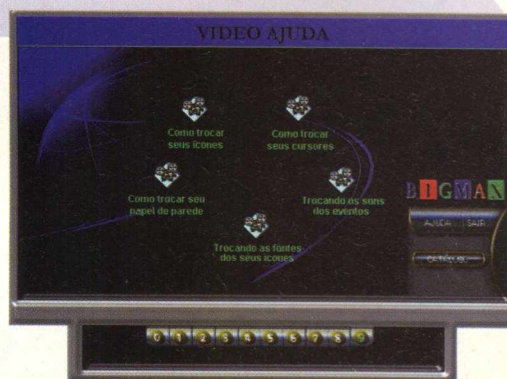 VIDEO AJUDA
Como trocar
seus ícones
Como trocar
seus cursores
Como trocar seu
papel de parede
Trocando os sons
dos eventos
Trocando as fontes
dos seus ícones
BIGMAX
AJUDA SAIR
CATÁLOGO
0 1 2 3 4 5 6 7 8 9